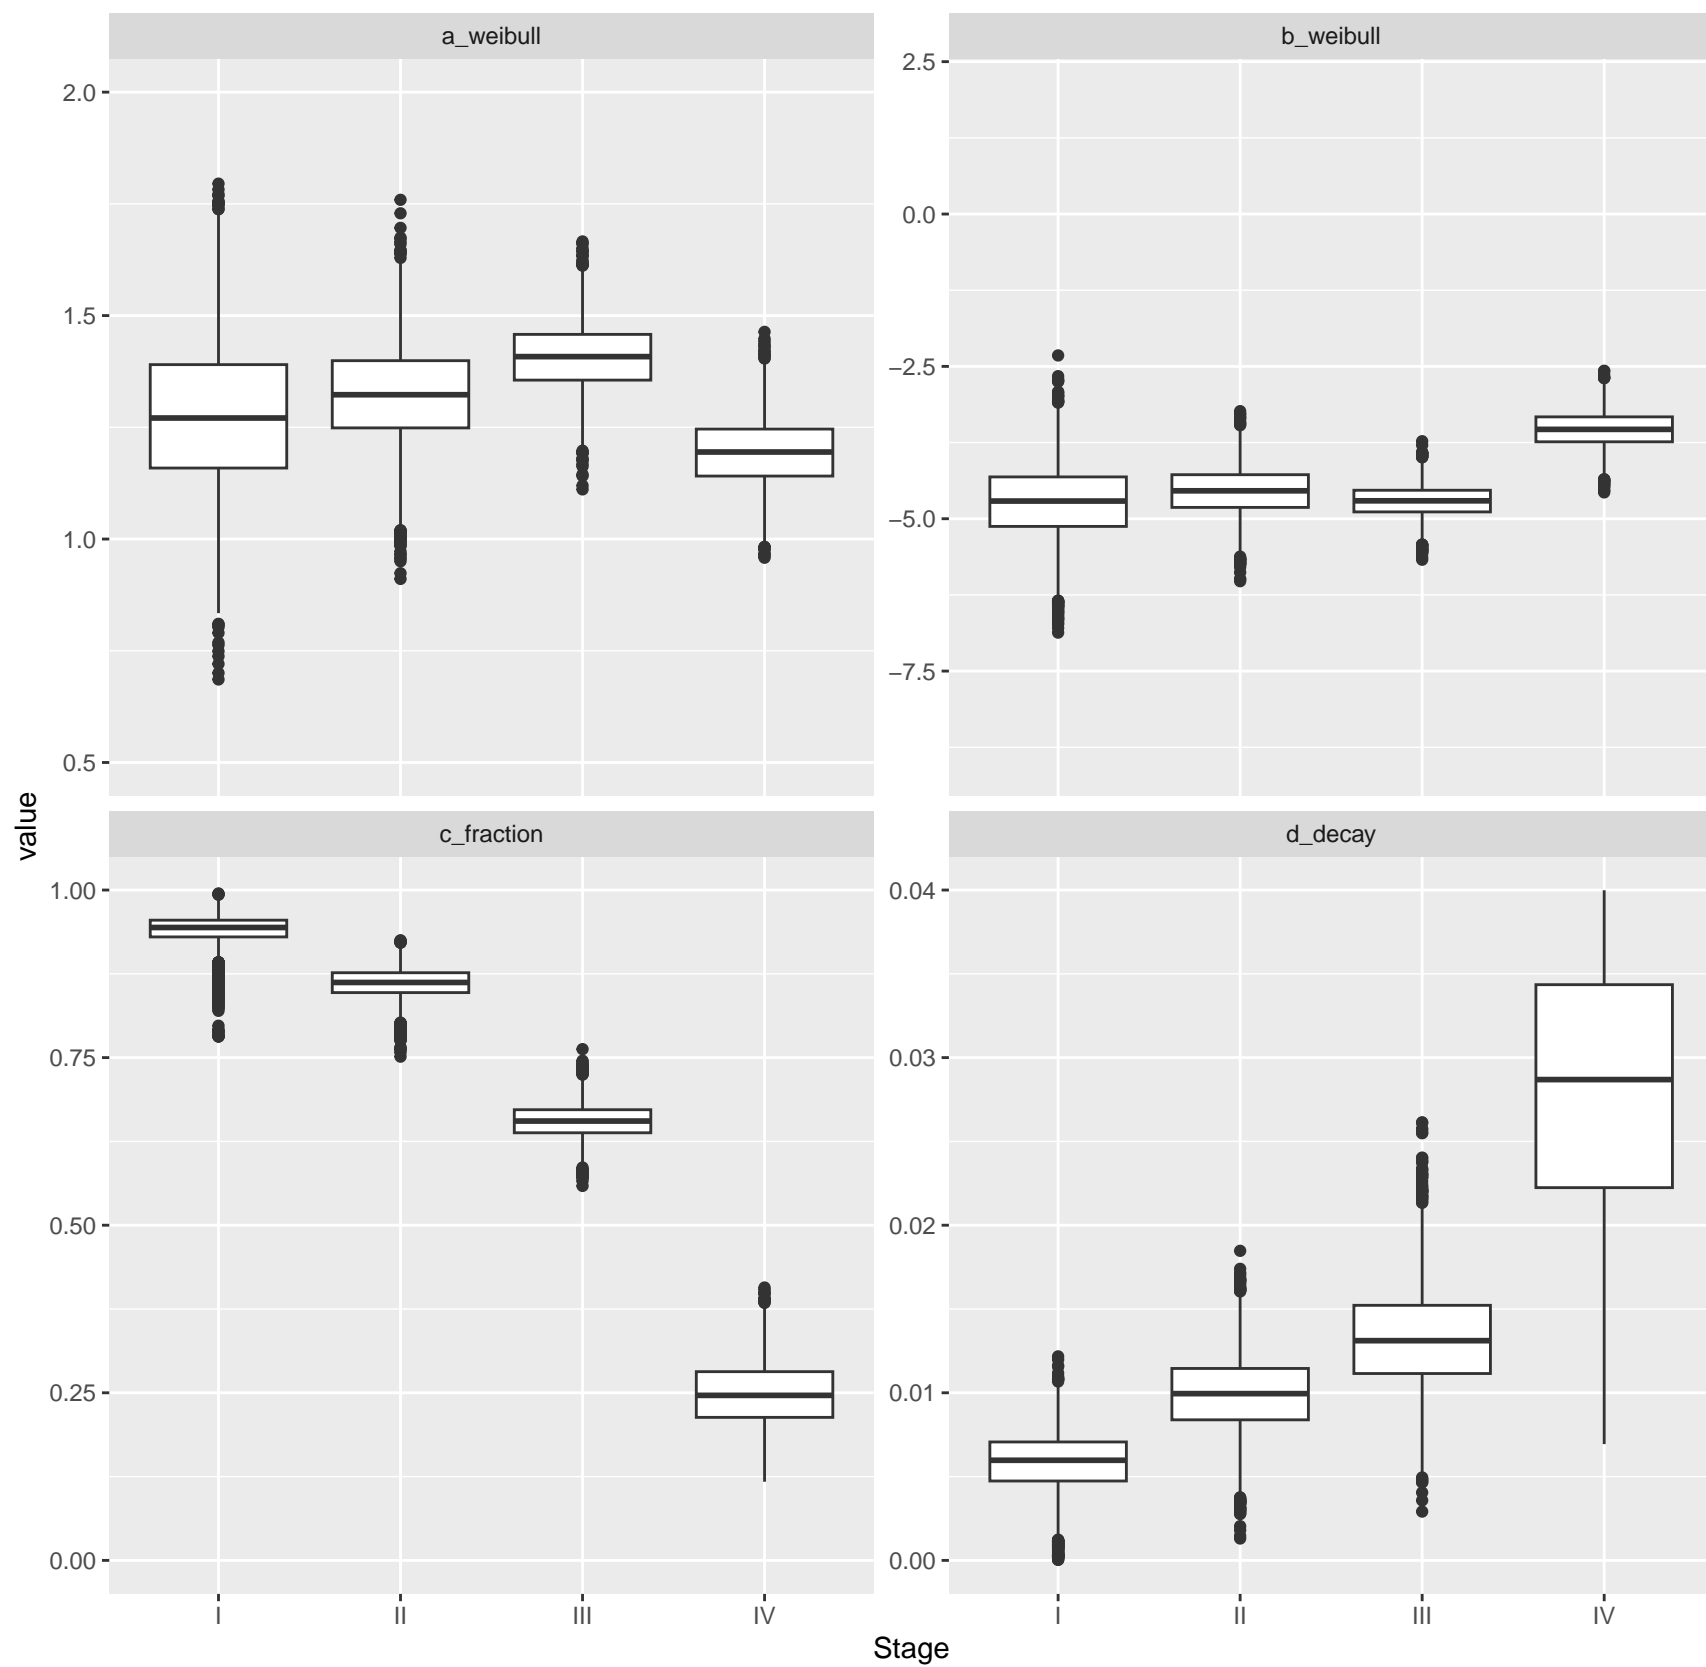 a_weibull
b_weibull
2.0
1.5
1.0
0.5
2.5
0.0
−2.5
−5.0
−7.5
value
c_fraction
d_decay
1.00
0.75
0.50
0.25
0.00
0.04
0.03
0.02
0.01
0.00
I II III IV
I II III IV
Stage